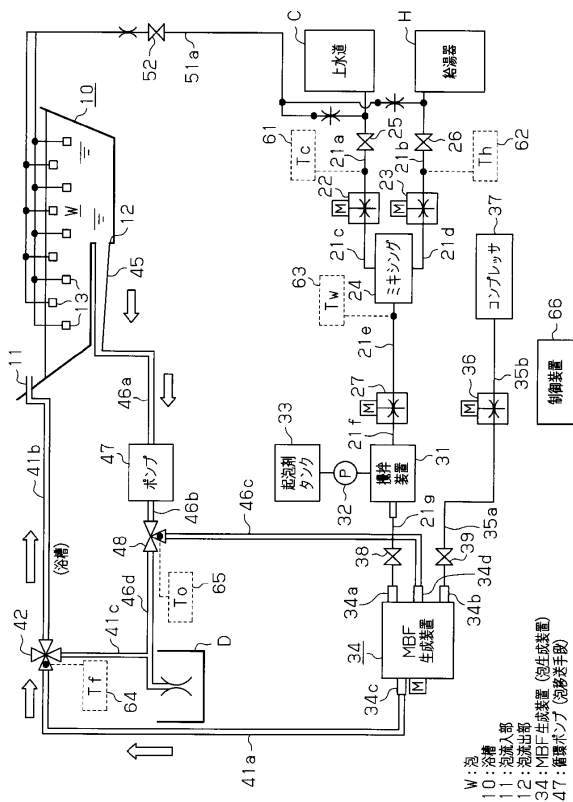 C
上水道
H
給湯器
52
51a
10
W
12
13
11
45
61
Tc
21a
25
21b
26
62
Th
22
M
23
M
21c
21d
24
ミキシング
63
Tw
21e
37
コンプレッサ
66
制御装置
36
M
35b
27
M
21f
33
起泡剤
タンク
P
32
31
攪拌
装置
21g
35a
38
39
34a
34d
34b
34
MBF
生成装置
34c
M
46a
47
ポンプ
46b
46c
48
46d
65
To
41b
(浴槽)
42
41c
Tf
64
D
41a
W:泡
10:浴槽
11:泡流入部
12:泡流出部
34:MBF生成装置(泡生成装置)
47:循環ポンプ(泡移送手段)